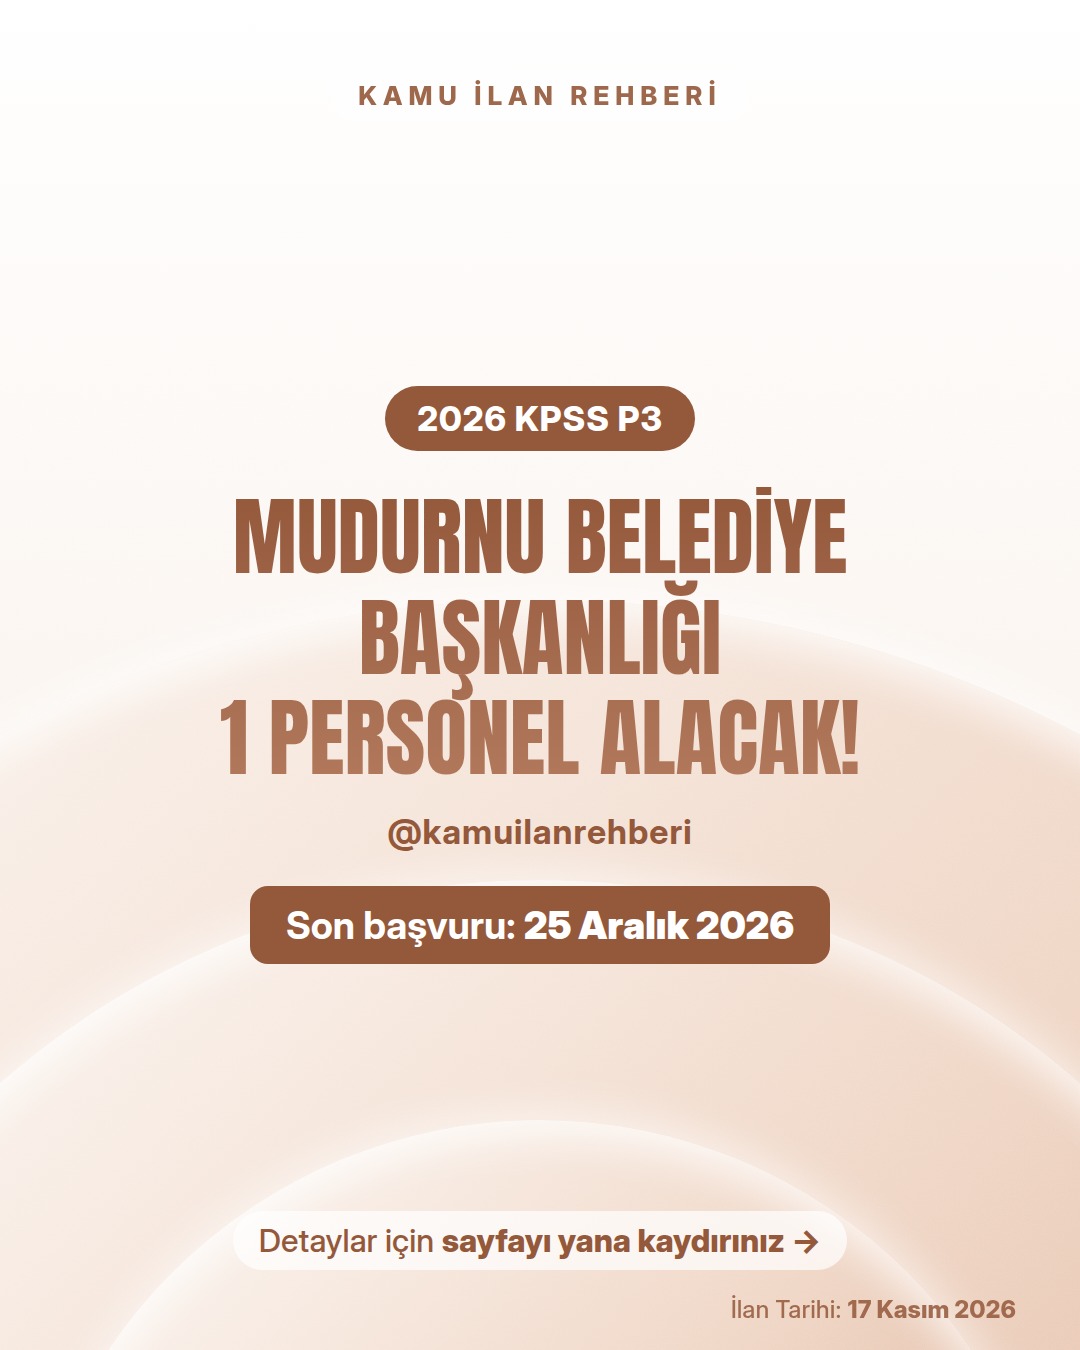 KAMU İLAN REHBERİ
2026 KPSS P3
MUDURNU BELEDİYE
BAŞKANLIĞI
1 PERSONEL ALACAK!
@kamuilanrehberi
Son başvuru: 25 Aralık 2026
Detaylar için sayfayı yana kaydırınız →
İlan Tarihi: 17 Kasım 2026